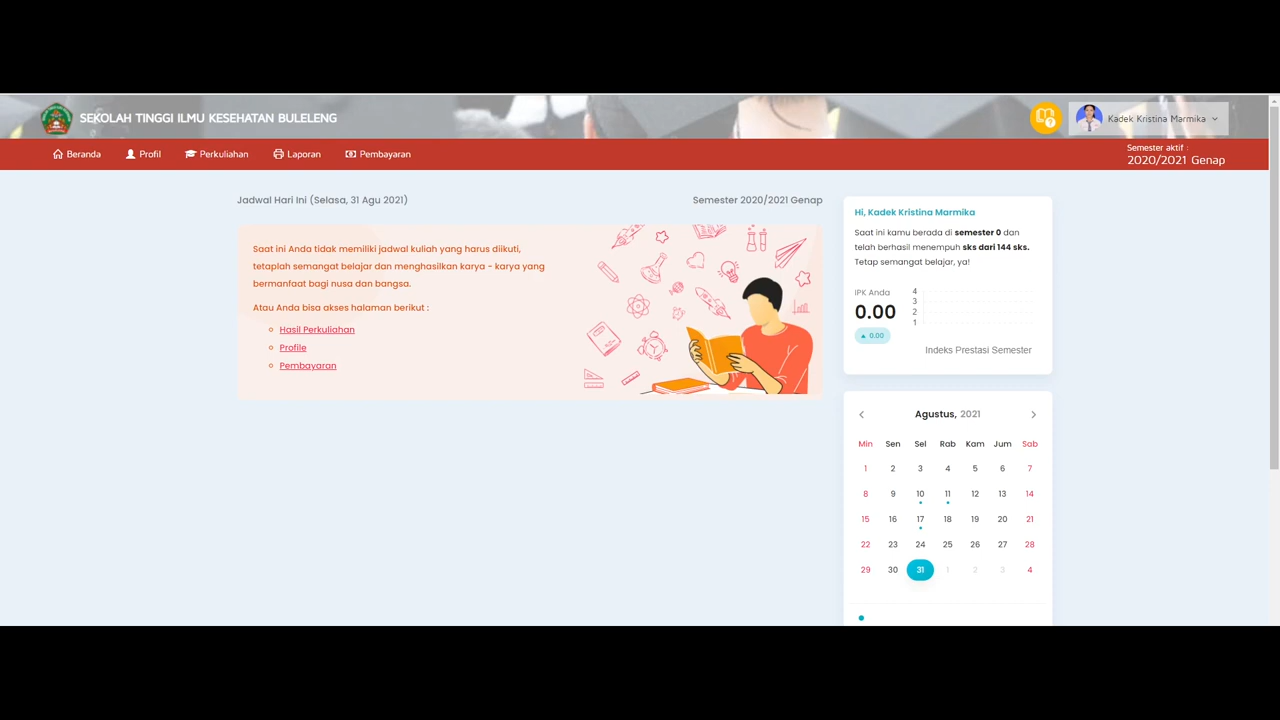 SEKOLAH TINGGI ILMU KESEHATAN BULELENG
Kadek Kristina Marmika
Beranda Profil Perkuliahan Laporan Pembayaran
Semester aktif :
2020/2021 Genap
Jadwal Hari Ini (Selasa, 31 Agu 2021) Semester 2020/2021 Genap
Saat ini Anda tidak memiliki jadwal kuliah yang harus diikuti,
tetaplah semangat belajar dan menghasilkan karya - karya yang
bermanfaat bagi nusa dan bangsa.
Atau Anda bisa akses halaman berikut :
Hasil Perkuliahan
Profile
Pembayaran
Hi, Kadek Kristina Marmika
Saat ini kamu berada di semester 0 dan
telah berhasil menempuh sks dari 144 sks.
Tetap semangat belajar, ya!
IPK Anda
0.00
0.00
4
3
2
1
Indeks Prestasi Semester
Agustus, 2021
Min Sen Sel Rab Kam Jum Sab
1 2 3 4 5 6 7
8 9 10 11 12 13 14
15 16 17 18 19 20 21
22 23 24 25 26 27 28
29 30 31 1 2 3 4